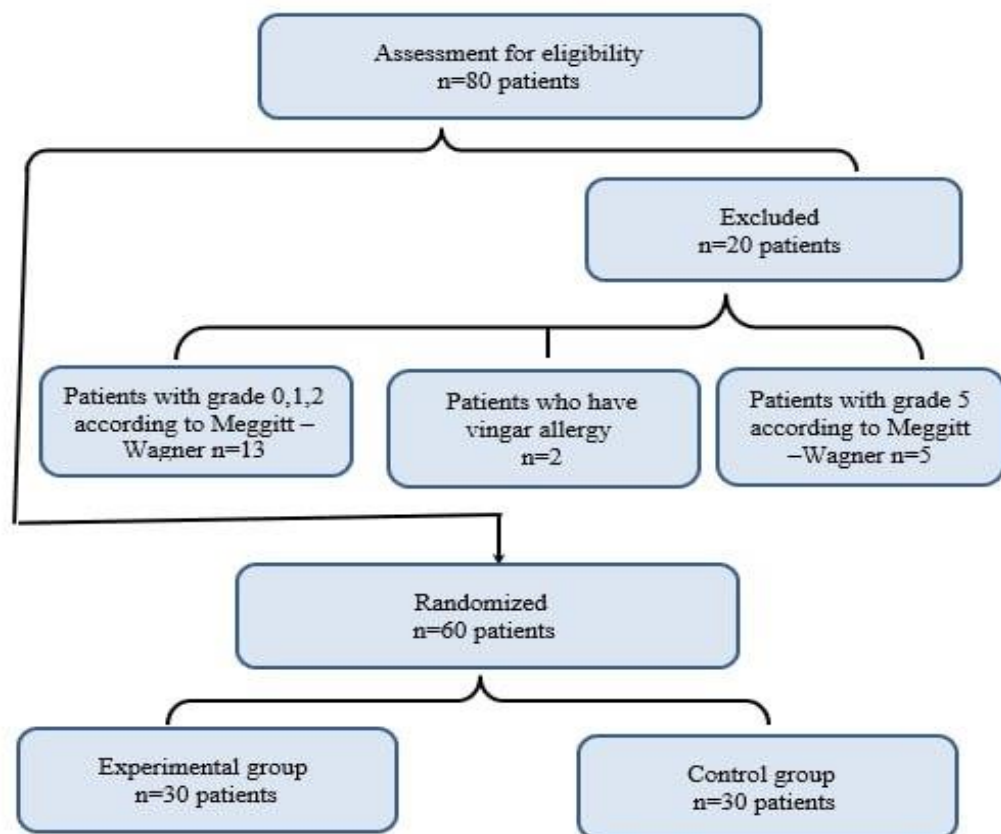 Assessment for eligibility
n=80 patients
Excluded
n=20 patients
Patients with grade 0,1,2
according to Meggitt –
Wagner n=13
Patients who have
vingar allergy
n=2
Patients with grade 5
according to Meggitt
–Wagner n=5
Randomized
n=60 patients
Experimental group
n=30 patients
Control group
n=30 patients